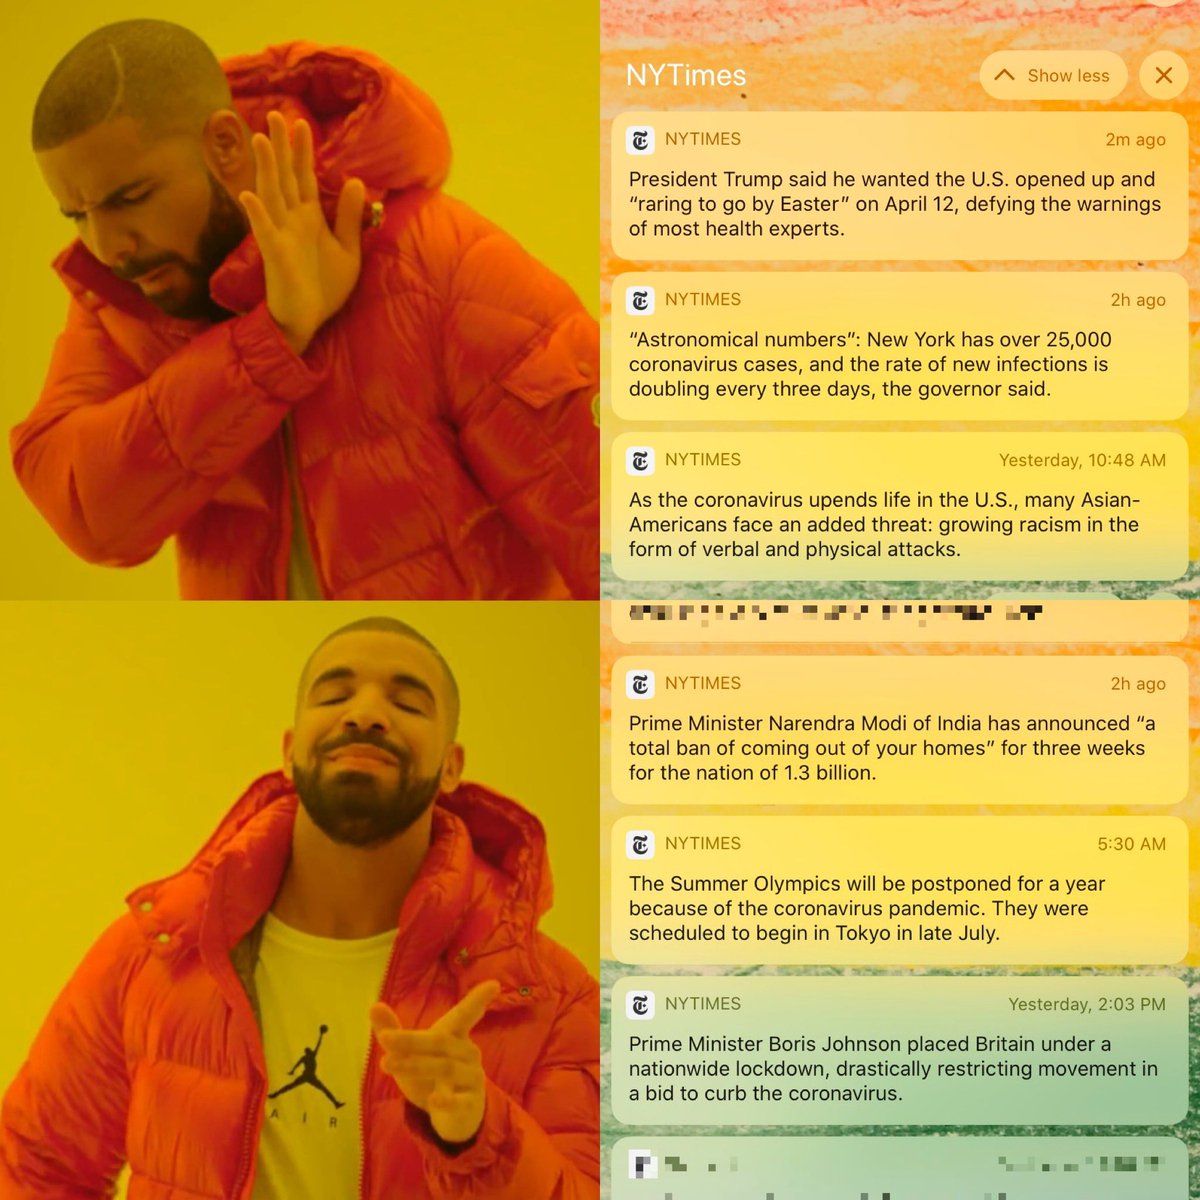 NYTimes
Show less
NYTIMES
2m ago
President Trump said he wanted the U.S. opened up and
“raring to go by Easter” on April 12, defying the warnings
of most health experts.
NYTIMES
2h ago
“Astronomical numbers”: New York has over 25,000
coronavirus cases, and the rate of new infections is
doubling every three days, the governor said.
NYTIMES
Yesterday, 10:48 AM
As the coronavirus upends life in the U.S., many Asian-
Americans face an added threat: growing racism in the
form of verbal and physical attacks.
NYTIMES
2h ago
Prime Minister Narendra Modi of India has announced “a
total ban of coming out of your homes” for three weeks
for the nation of 1.3 billion.
NYTIMES
5:30 AM
The Summer Olympics will be postponed for a year
because of the coronavirus pandemic. They were
scheduled to begin in Tokyo in late July.
NYTIMES
Yesterday, 2:03 PM
Prime Minister Boris Johnson placed Britain under a
nationwide lockdown, drastically restricting movement in
a bid to curb the coronavirus.
AIR